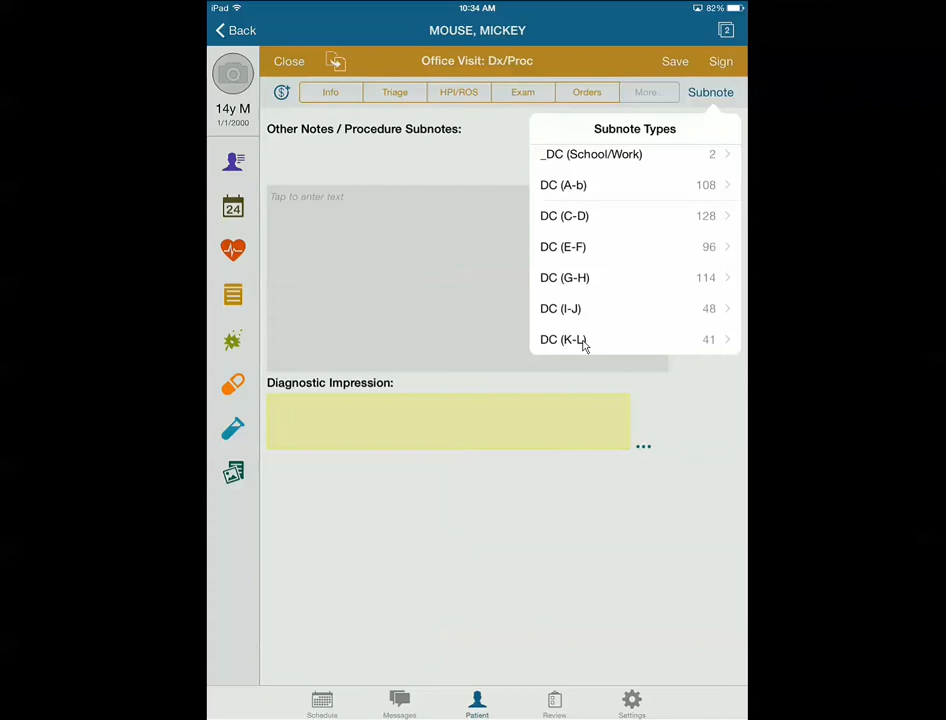 iPad
10:34 AM
82%
Back
MOUSE, MICKEY
2
Close
Office Visit: Dx/Proc
Save
Sign
14y M
1/1/2000
Info
Triage
HPI/ROS
Exam
Orders
More...
Subnote
Other Notes / Procedure Subnotes:
Subnote Types
_DC (School/Work) 2
DC (A-b) 108
DC (C-D) 128
DC (E-F) 96
DC (G-H) 114
DC (I-J) 48
DC (K-L) 41
Tap to enter text
24
Diagnostic Impression:
...
Schedule
Messages
Patient
Review
Settings